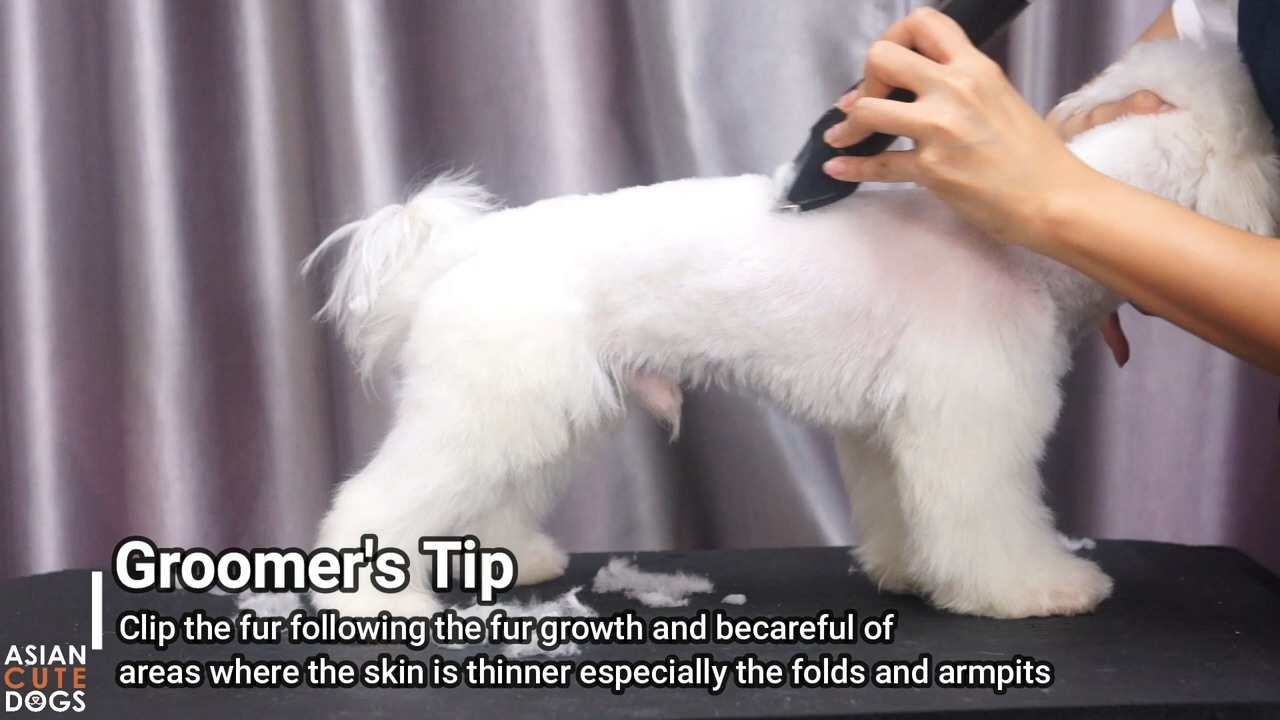 Groomer's Tip
Clip the fur following the fur growth and becareful of
areas where the skin is thinner especially the folds and armpits
ASIAN
CUTE
DOGS